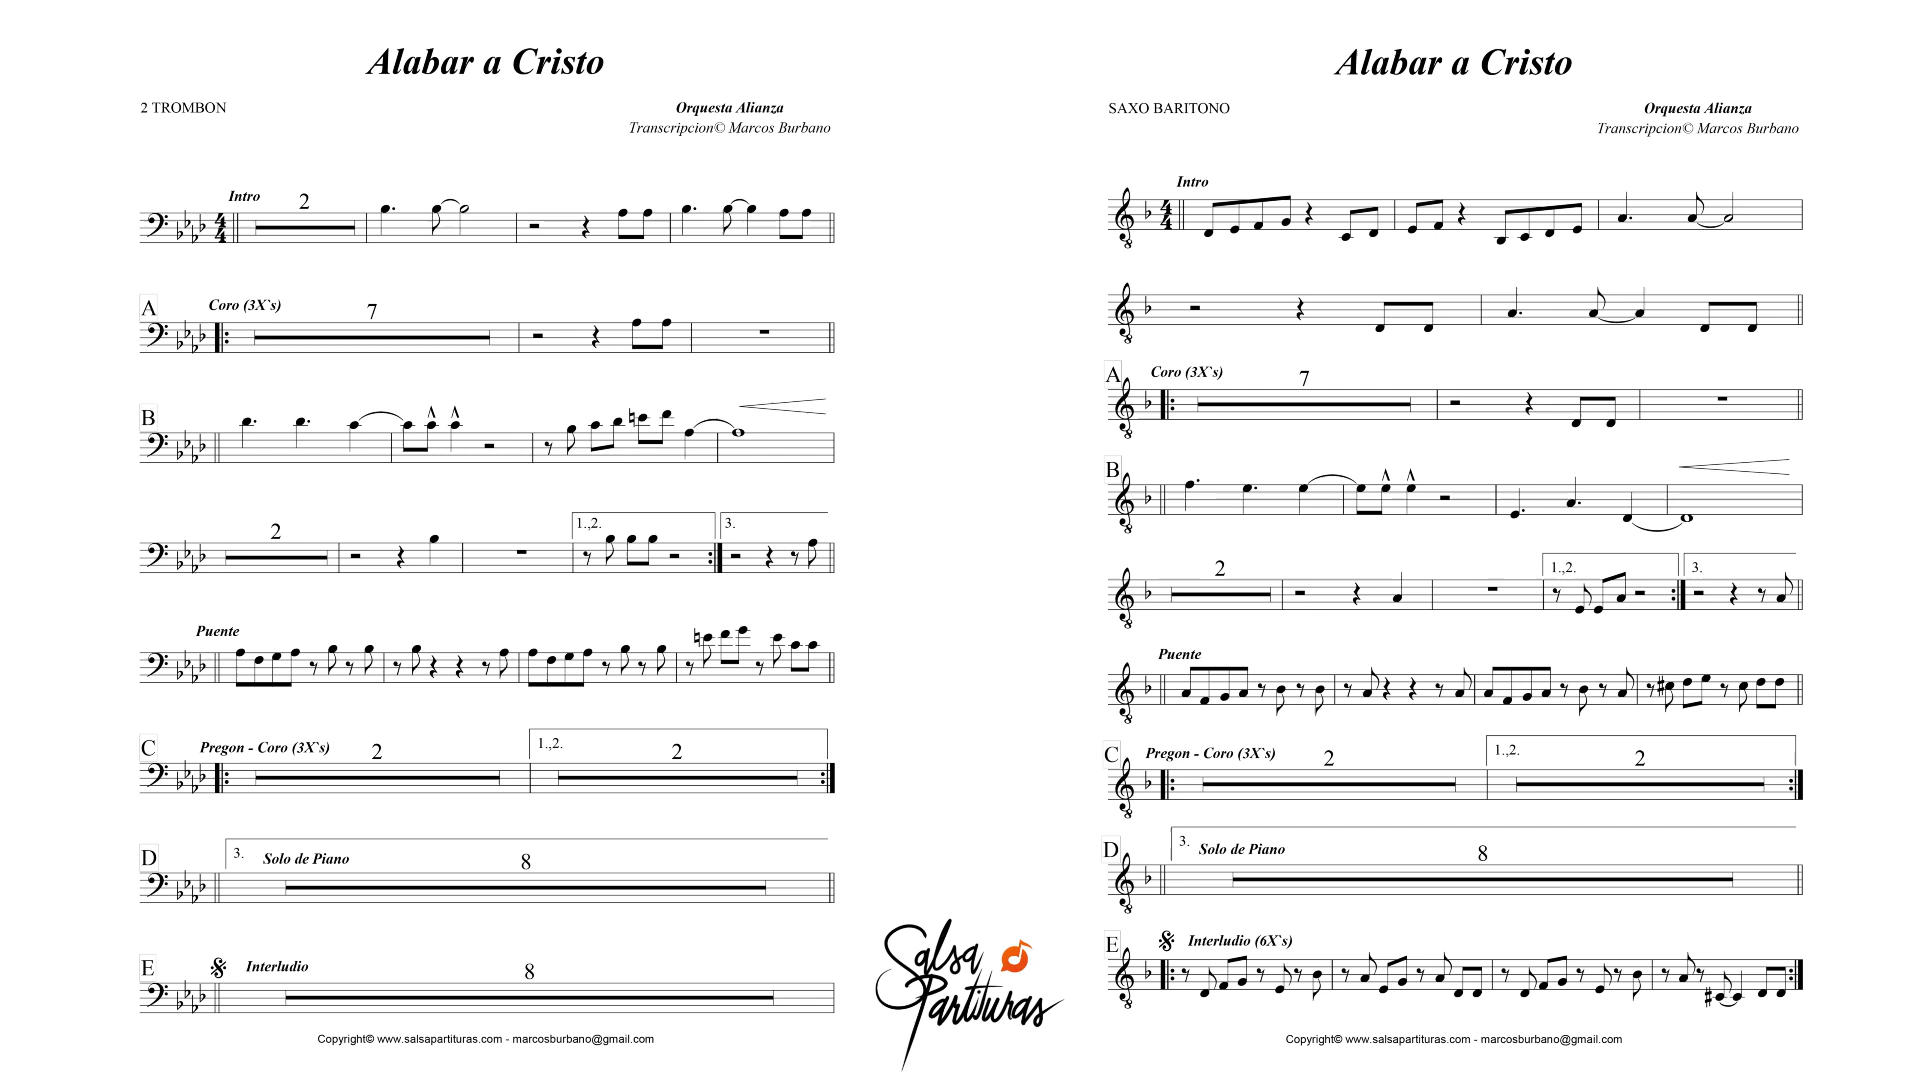 Alabar a Cristo
2 TROMBON
Orquesta Alianza
Transcripcion© Marcos Burbano
Intro
2
A
Coro (3X`s)
7
B
2
1.,2.
3.
Puente
C
Pregon - Coro (3X`s)
2
1.,2.
2
D
3.
Solo de Piano
8
E
Interludio
8
Copyright© www.salsapartituras.com - marcosburbano@gmail.com
Salsa
Partituras
Alabar a Cristo
SAXO BARITONO
Orquesta Alianza
Transcripcion© Marcos Burbano
Intro
A
Coro (3X`s)
7
B
2
1.,2.
3.
Puente
C
Pregon - Coro (3X`s)
2
1.,2.
2
D
3.
Solo de Piano
8
E
Interludio (6X`s)
Copyright© www.salsapartituras.com - marcosburbano@gmail.com